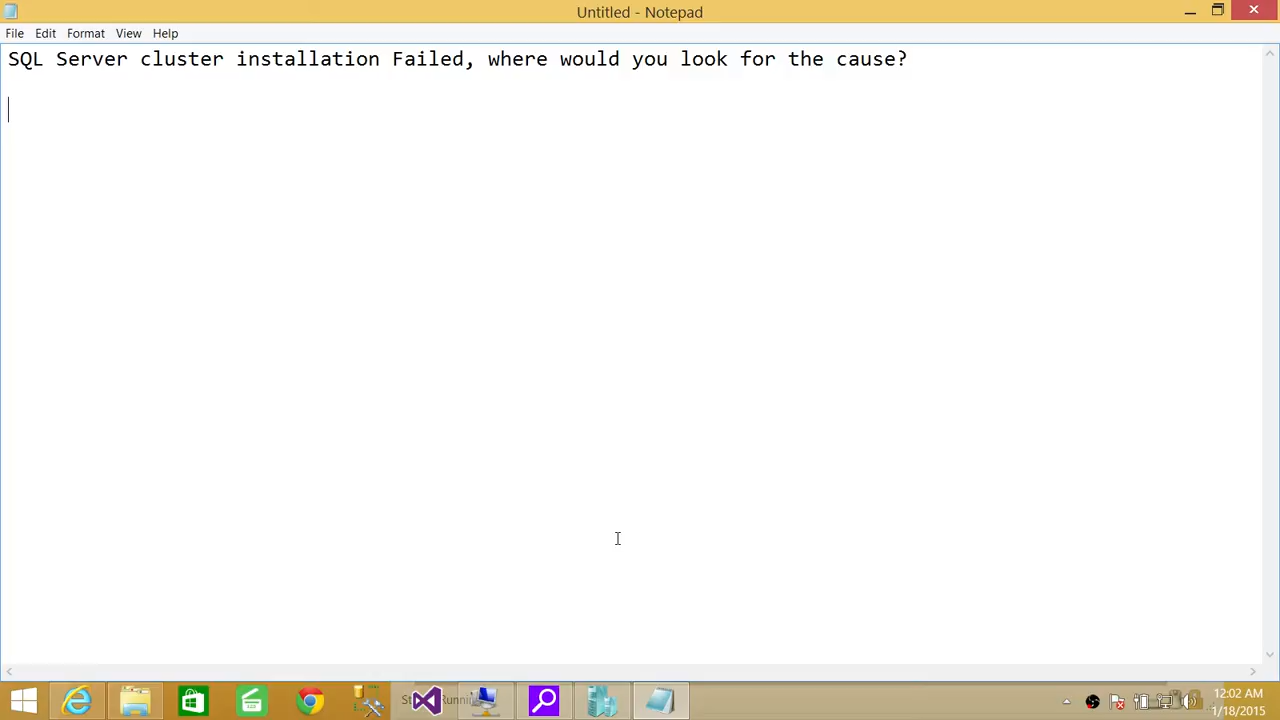 Untitled - Notepad
File Edit Format View Help
SQL Server cluster installation Failed, where would you look for the cause?
12:02 AM
1/18/2015